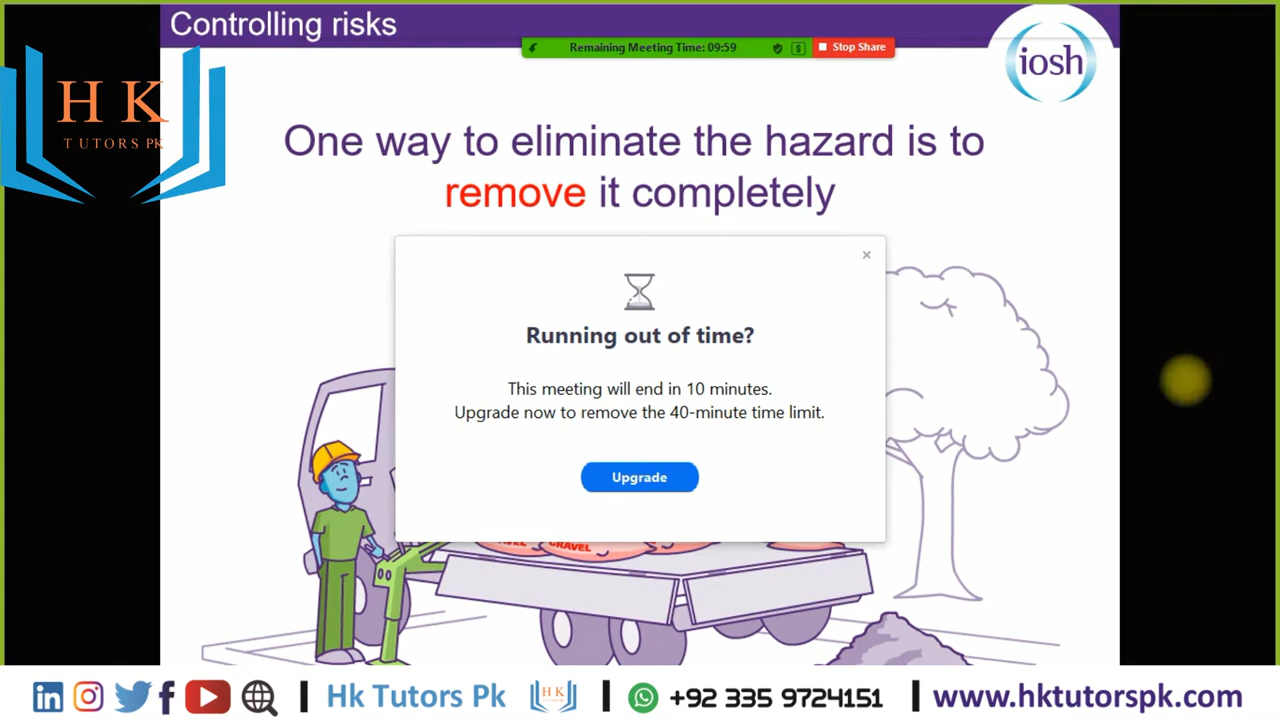 Controlling risks
Remaining Meeting Time: 09:59
Stop Share
iosh
H K
TUTORS PK
One way to eliminate the hazard is to
remove it completely
Running out of time?
This meeting will end in 10 minutes.
Upgrade now to remove the 40-minute time limit.
Upgrade
GRAVEL
Hk Tutors Pk
H K
+92 335 9724151
www.hktutorspk.com